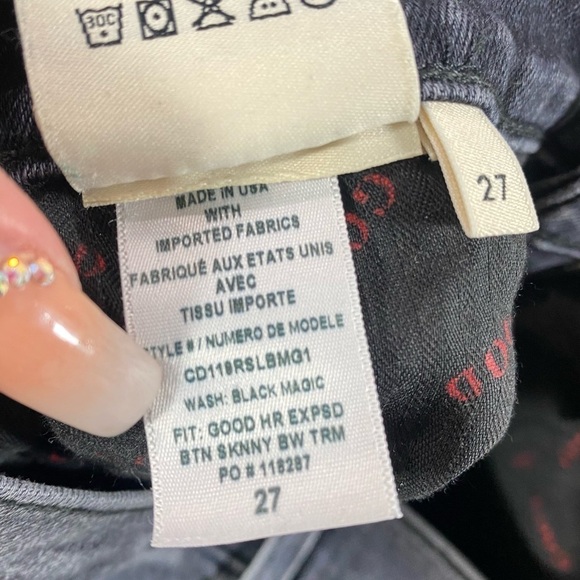 30C
27
MADE IN USA
WITH
IMPORTED FABRICS
FABRIQUÉ AUX ETATS UNIS
AVEC
TISSU IMPORTE
STYLE # / NUMERO DE MODELE
CD119RSLBMG1
WASH: BLACK MAGIC
FIT: GOOD HR EXPSD
BTN SKNNY BW TRM
PO # 118287
27